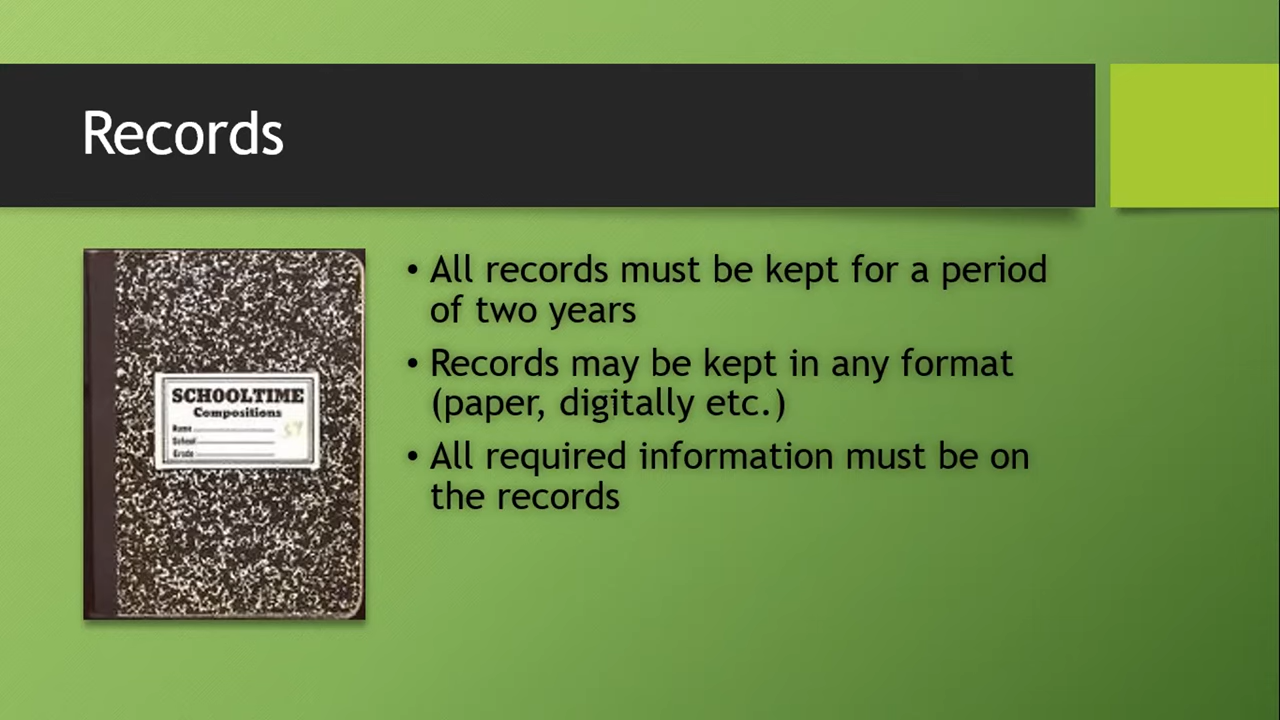 Records
• All records must be kept for a period
of two years
• Records may be kept in any format
(paper, digitally etc.)
• All required information must be on
the records
SCHOOLTIME
Compositions
Name
School
Grade